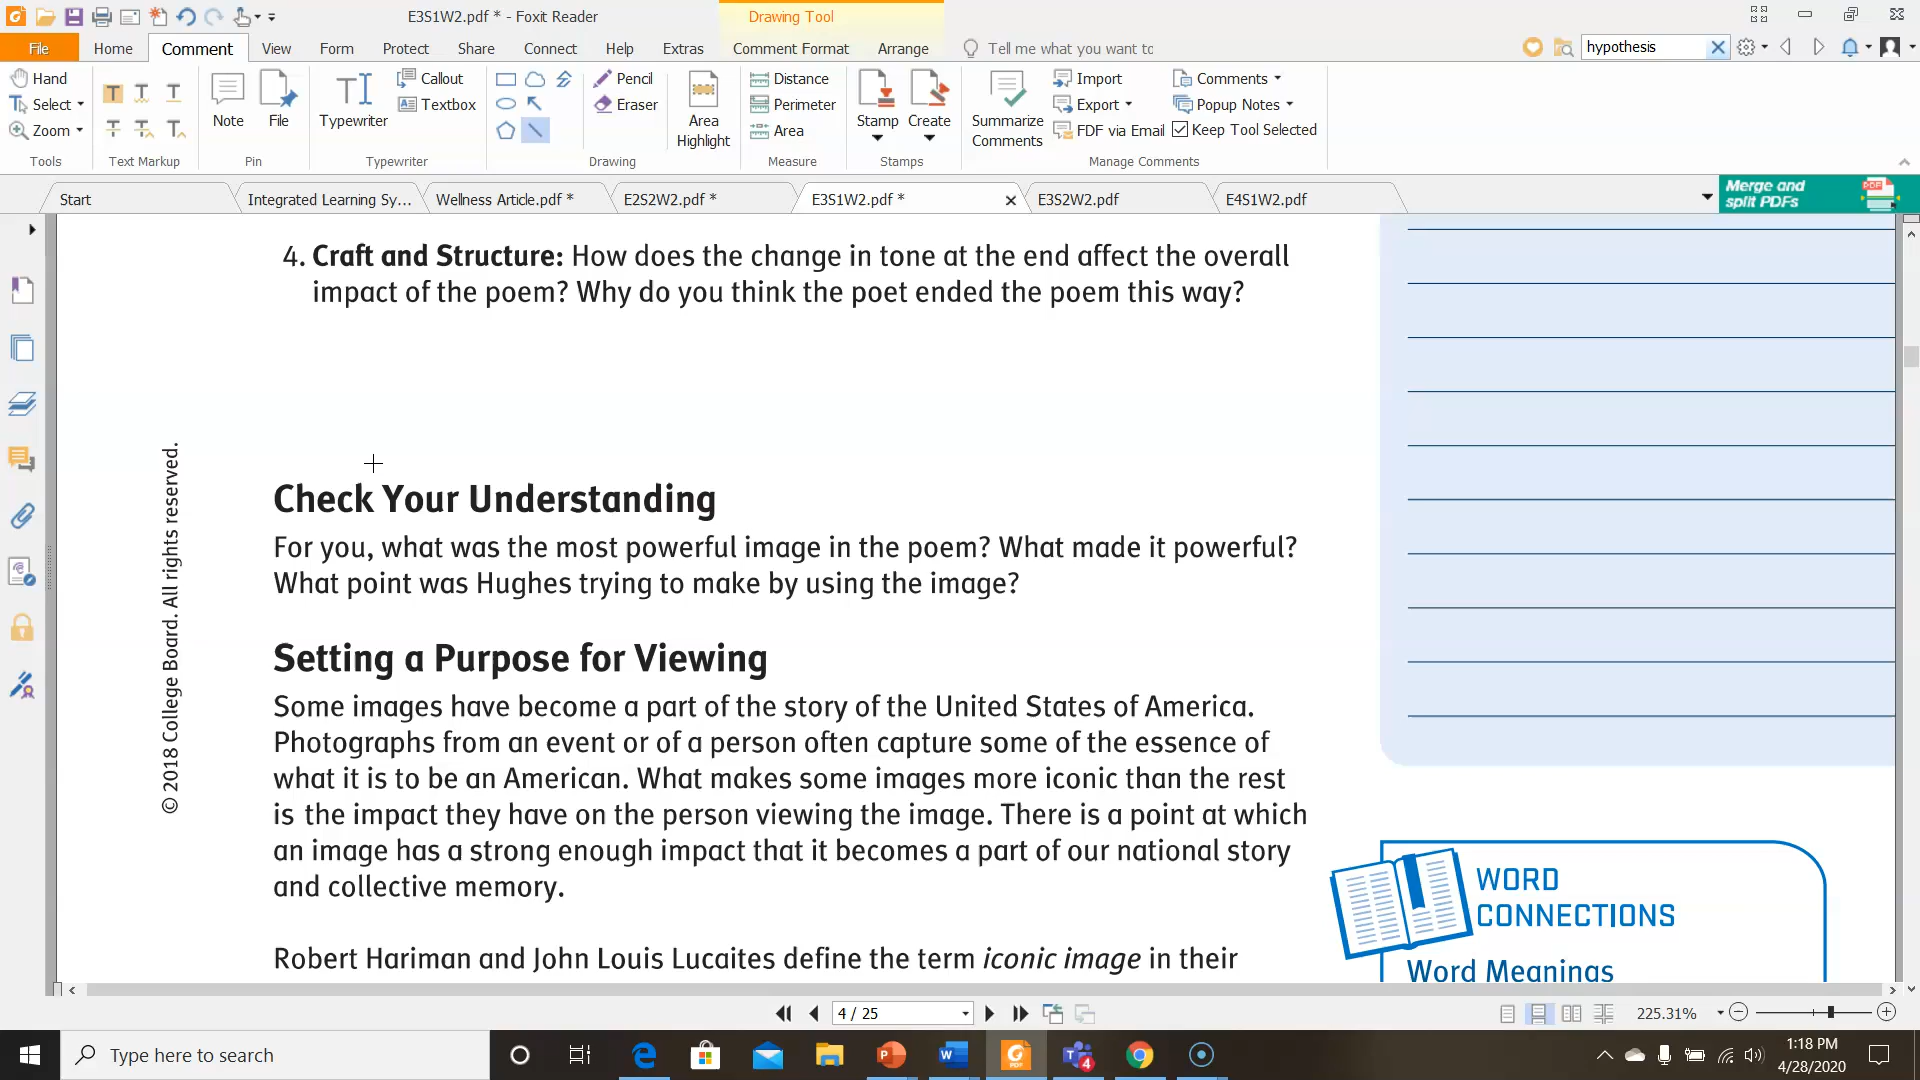 E3S1W2.pdf * - Foxit Reader
Drawing Tool
File Home Comment View Form Protect Share Connect Help Extras Comment Format Arrange Tell me what you want to hypothesis
Hand
Select
Zoom
Tools
Text Markup
Note
File
Pin
Typewriter
Callout
Textbox
Typewriter
Drawing
Pencil
Eraser
Area
Highlight
Distance
Perimeter
Area
Measure
Stamp
Create
Stamps
Summarize
Comments
Import
Export
FDF via Email
Comments
Popup Notes
Keep Tool Selected
Manage Comments
Start
Integrated Learning Sy...
Wellness Article.pdf *
E2S2W2.pdf *
E3S1W2.pdf *
E3S2W2.pdf
E4S1W2.pdf
Merge and
split PDFs
PDF
4. Craft and Structure: How does the change in tone at the end affect the overall
impact of the poem? Why do you think the poet ended the poem this way?
© 2018 College Board. All rights reserved.
Check Your Understanding
For you, what was the most powerful image in the poem? What made it powerful?
What point was Hughes trying to make by using the image?
Setting a Purpose for Viewing
Some images have become a part of the story of the United States of America.
Photographs from an event or of a person often capture some of the essence of
what it is to be an American. What makes some images more iconic than the rest
is the impact they have on the person viewing the image. There is a point at which
an image has a strong enough impact that it becomes a part of our national story
and collective memory.
Robert Hariman and John Louis Lucaites define the term iconic image in their
WORD
CONNECTIONS
Word Meanings
4 / 25
225.31%
Type here to search
4
1:18 PM
4/28/2020